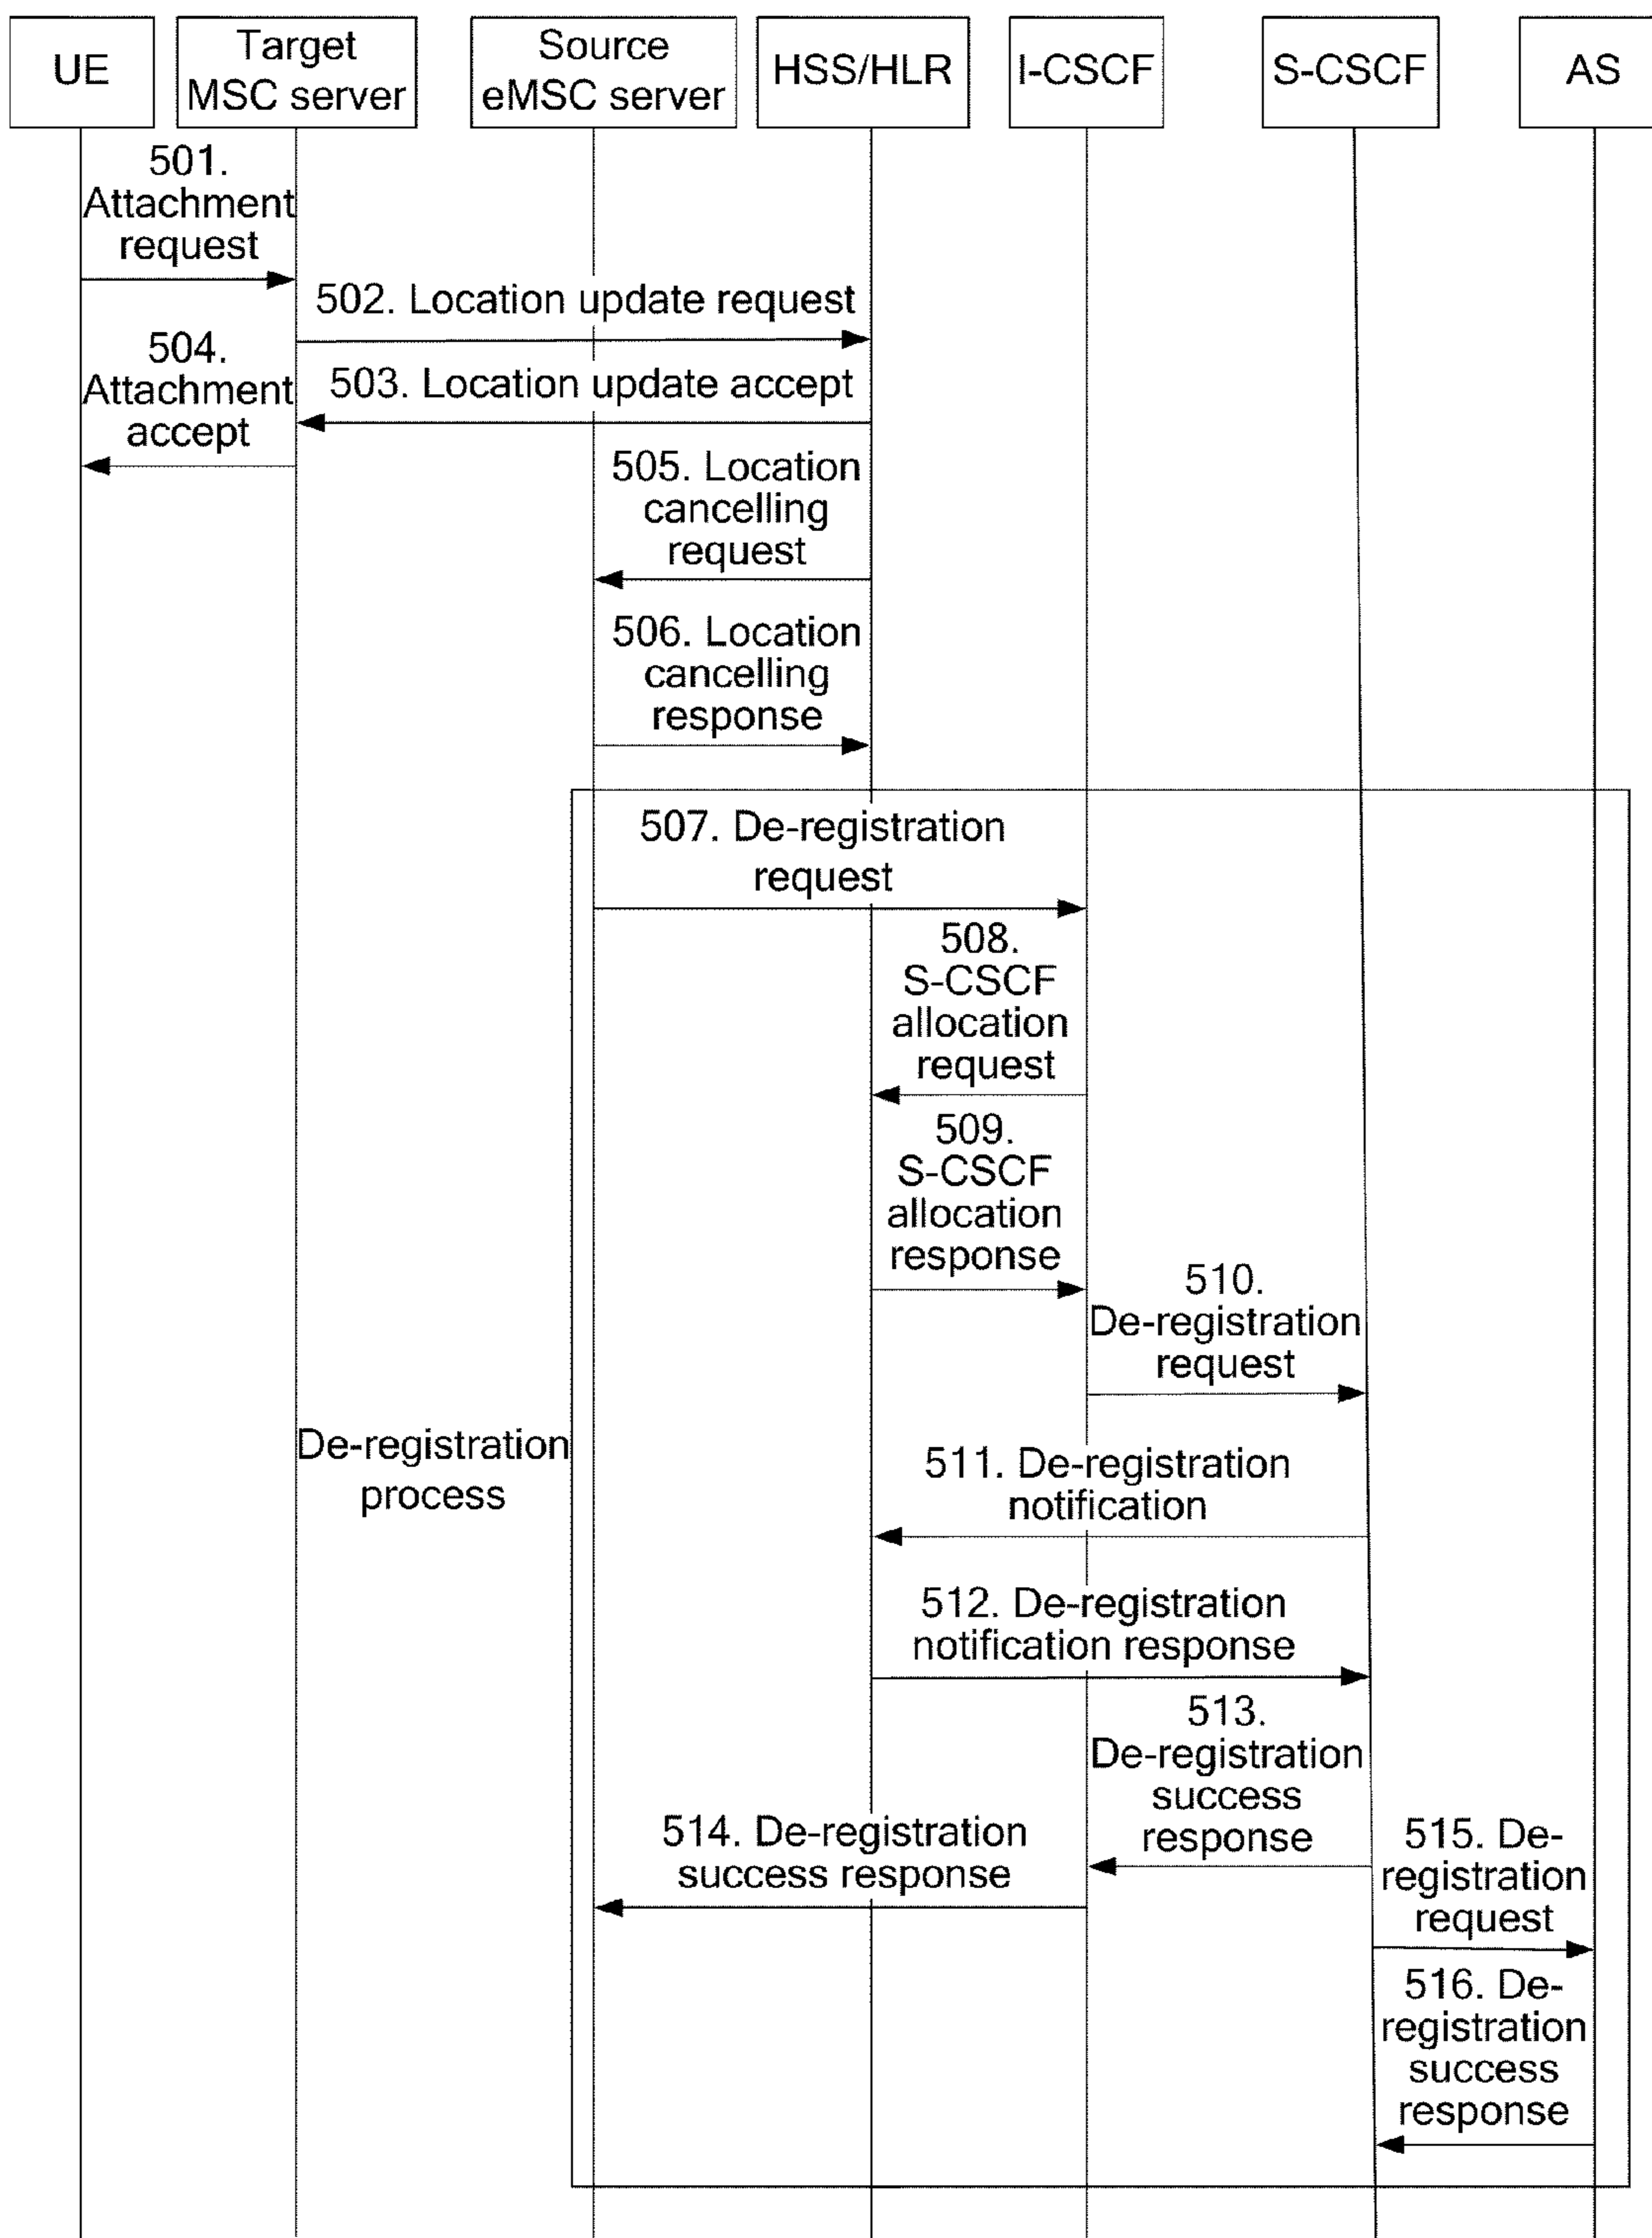 UE
Target
MSC server
Source
eMSC server
HSS/HLR
I-CSCF
S-CSCF
AS
501.
Attachment
request
502. Location update request
503. Location update accept
504.
Attachment
accept
505. Location
cancelling
request
506. Location
cancelling
response
507. De-registration
request
508.
S-CSCF
allocation
request
509.
S-CSCF
allocation
response
510.
De-registration
request
De-registration
process
511. De-registration
notification
512. De-registration
notification response
513.
De-registration
success
response
514. De-registration
success response
515. De-
registration
request
516. De-
registration
success
response